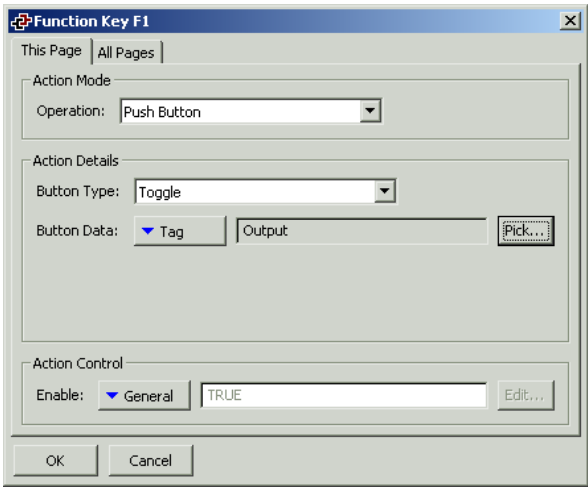 Function Key F1
This Page All Pages
Action Mode
Operation: Push Button
Action Details
Button Type: Toggle
Button Data: Tag Output Pick...
Action Control
Enable: General TRUE Edit...
OK Cancel